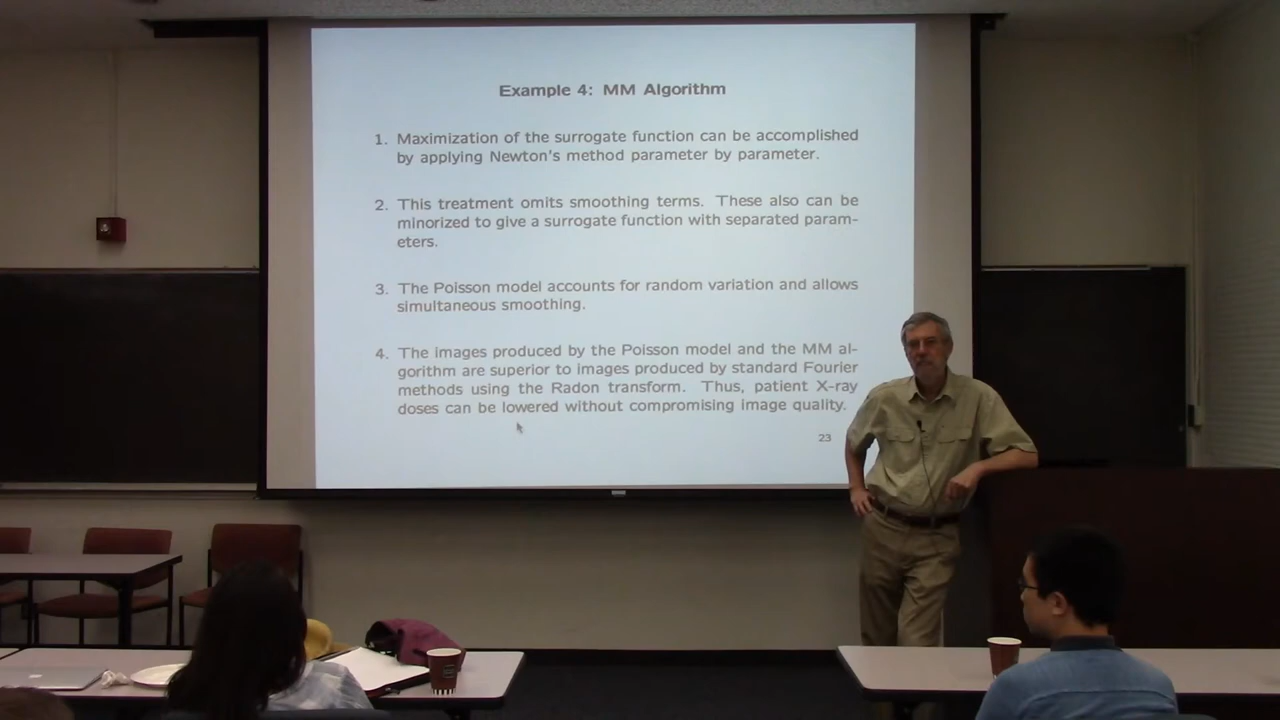 Example 4: MM Algorithm
1. Maximization of the surrogate function can be accomplished
by applying Newton's method parameter by parameter.
2. This treatment omits smoothing terms. These also can be
minorized to give a surrogate function with separated param-
eters.
3. The Poisson model accounts for random variation and allows
simultaneous smoothing.
4. The images produced by the Poisson model and the MM al-
gorithm are superior to images produced by standard Fourier
methods using the Radon transform. Thus, patient X-ray
doses can be lowered without compromising image quality.
23